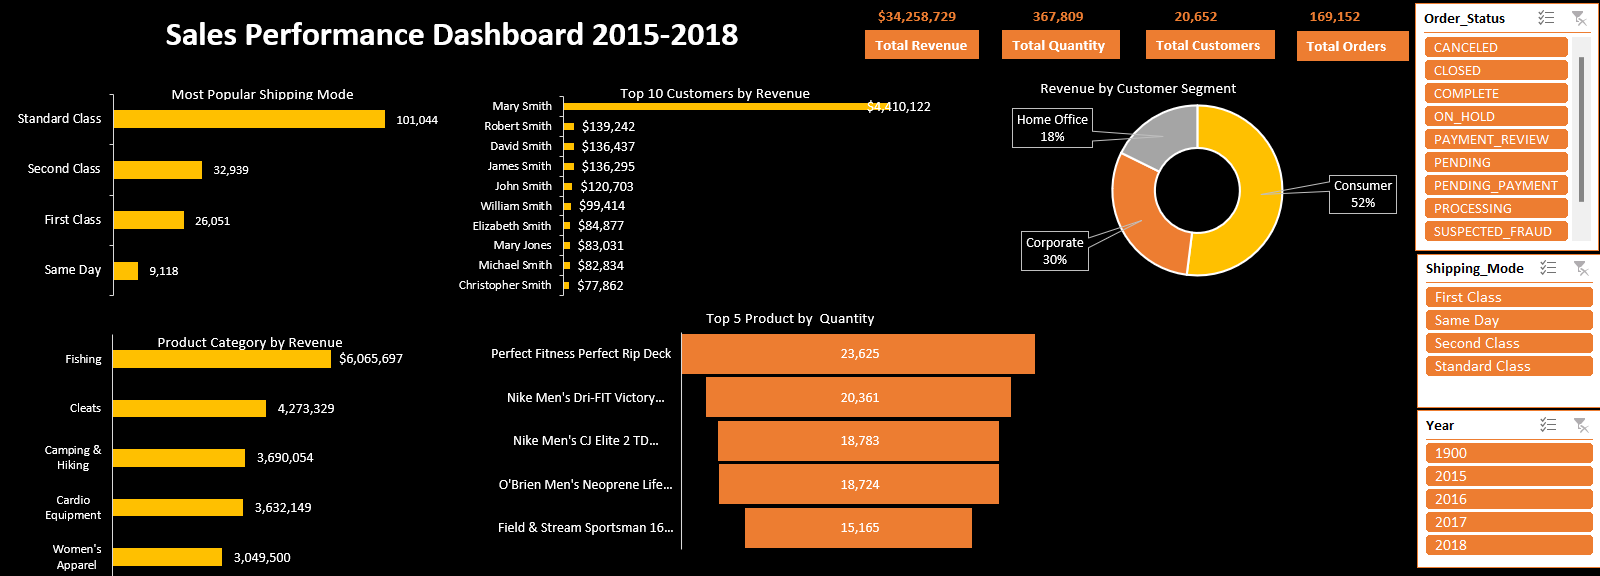 Sales Performance Dashboard 2015-2018
$34,258,729
Total Revenue
367,809
Total Quantity
20,652
Total Customers
169,152
Total Orders
Most Popular Shipping Mode
Standard Class
101,044
Second Class
32,939
First Class
26,051
Same Day
9,118
Top 10 Customers by Revenue
Mary Smith
$4,410,122
Robert Smith
$139,242
David Smith
$136,437
James Smith
$136,295
John Smith
$120,703
William Smith
$99,414
Elizabeth Smith
$84,877
Mary Jones
$83,031
Michael Smith
$82,834
Christopher Smith
$77,862
Revenue by Customer Segment
Home Office
18%
Consumer
52%
Corporate
30%
Product Category by Revenue
Fishing
$6,065,697
Cleats
4,273,329
Camping &
Hiking
3,690,054
Cardio
Equipment
3,632,149
Women's
Apparel
3,049,500
Top 5 Product by  Quantity
Perfect Fitness Perfect Rip Deck
23,625
Nike Men's Dri-FIT Victory...
20,361
Nike Men's CJ Elite 2 TD...
18,783
O'Brien Men's Neoprene Life...
18,724
Field & Stream Sportsman 16...
15,165
Order_Status
CANCELED
CLOSED
COMPLETE
ON_HOLD
PAYMENT_REVIEW
PENDING
PENDING_PAYMENT
PROCESSING
SUSPECTED_FRAUD
Shipping_Mode
First Class
Same Day
Second Class
Standard Class
Year
1900
2015
2016
2017
2018